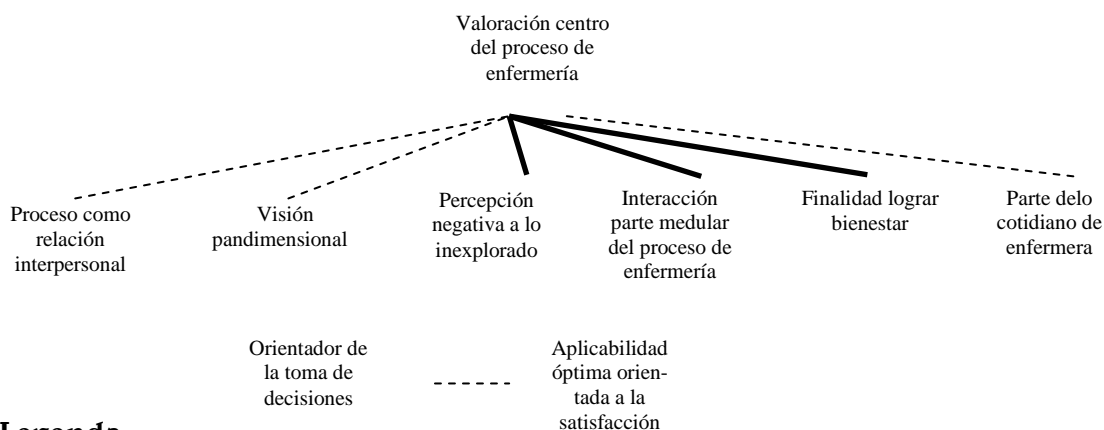 Valoración centro
del proceso de
enfermería
Proceso como
relación
interpersonal
Visión
pandimensional
Percepción
negativa a lo
inexplorado
Interacción
parte medular
del proceso de
enfermería
Finalidad lograr
bienestar
Parte delo
cotidiano de
enfermera
Orientador de
la toma de
decisiones
Aplicabilidad
óptima orien-
tada a la
satisfacción